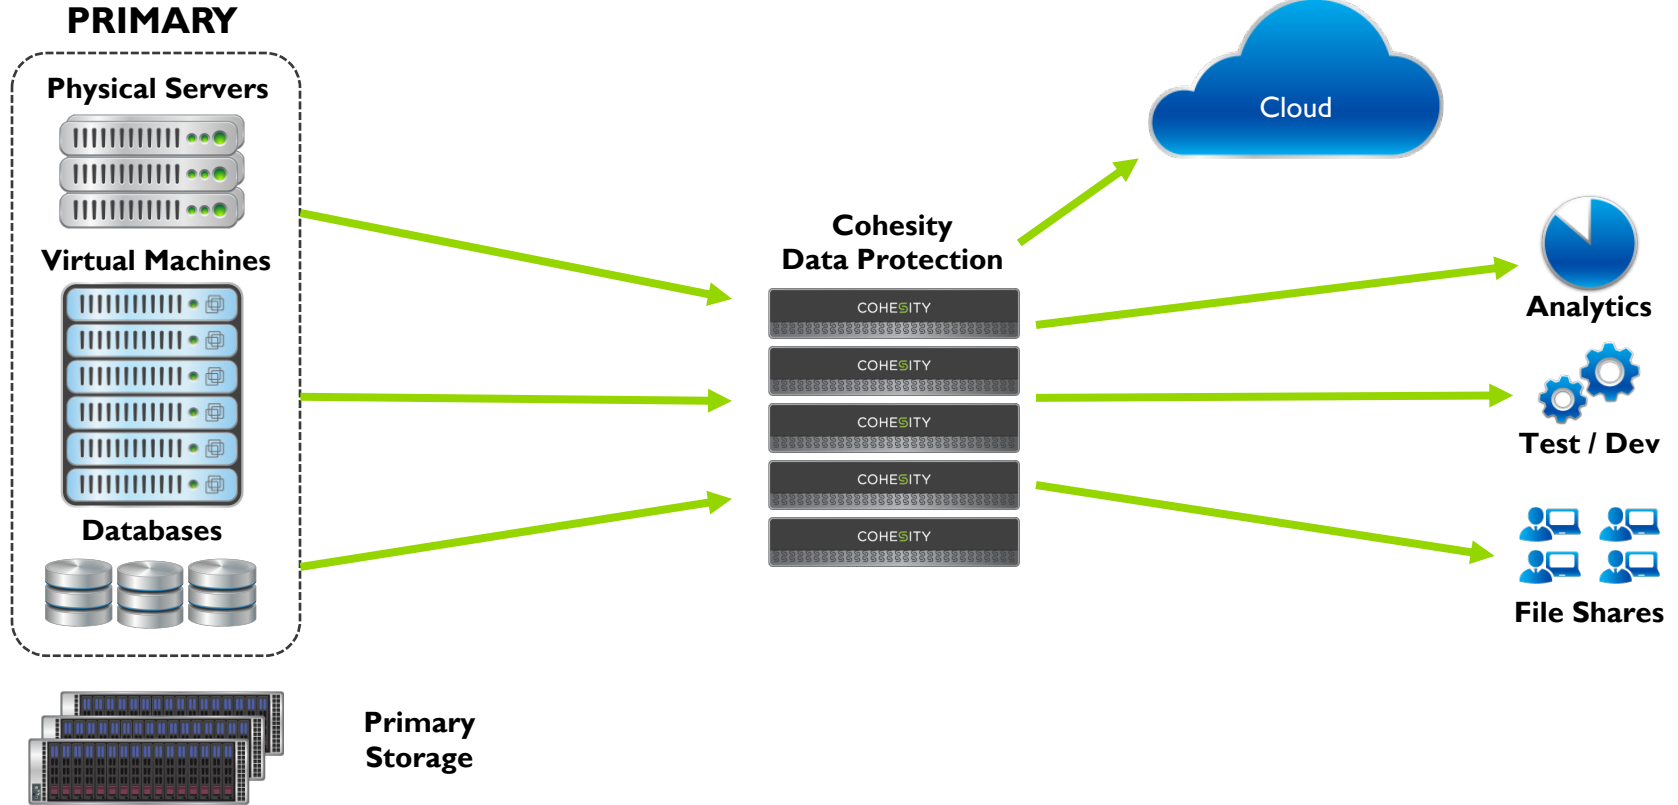 PRIMARY
Physical Servers
Virtual Machines
Databases
Primary
Storage
Cohesity
Data Protection
COHESITY
COHESITY
COHESITY
COHESITY
COHESITY
Cloud
Analytics
Test / Dev
File Shares